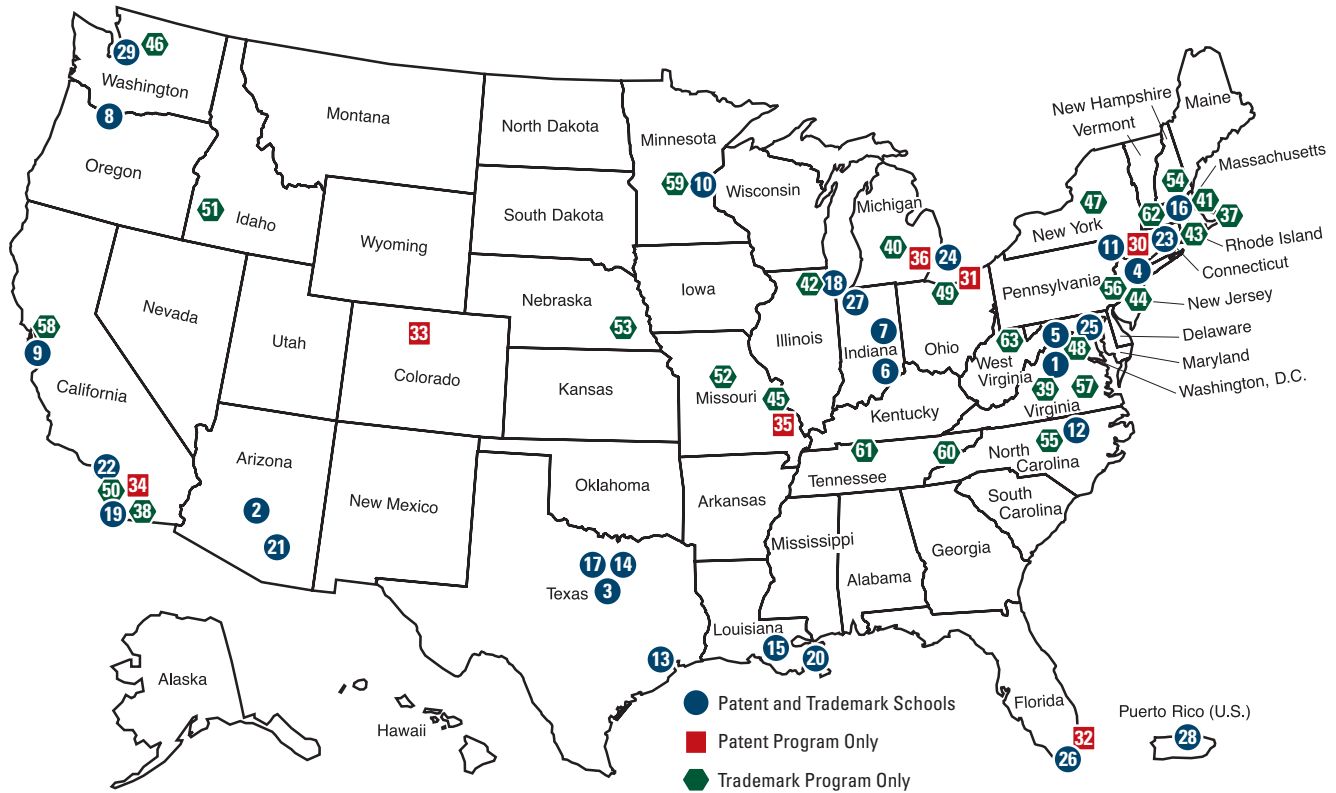 New Hampshire
Maine
Vermont
29
46
Washington
8
Montana
North Dakota
Minnesota
Massachusetts
Oregon
59
10
Wisconsin
Michigan
54
41
51
Idaho
South Dakota
47
62
16
37
Wyoming
New York
11
30
23
43
Rhode Island
40
36
24
Connecticut
31
4
Iowa
42
18
49
Pennsylvania
56
44
New Jersey
Nebraska
27
Nevada
58
53
33
Illinois
7
5
25
Delaware
9
Utah
Indiana
Ohio
63
48
Maryland
West
Virginia
1
Washington, D.C.
California
Colorado
Kansas
52
Missouri
45
6
39
57
Virginia
35
Kentucky
12
22
Arizona
61
60
55
North
Carolina
50
34
Tennessee
19
38
2
New Mexico
Oklahoma
Arkansas
South
Carolina
21
Mississippi
Georgia
17
14
Texas
3
Alabama
Louisiana
13
15
20
Alaska
Hawaii
Patent and Trademark Schools
Florida
Puerto Rico (U.S.)
Patent Program Only
32
28
26
Trademark Program Only